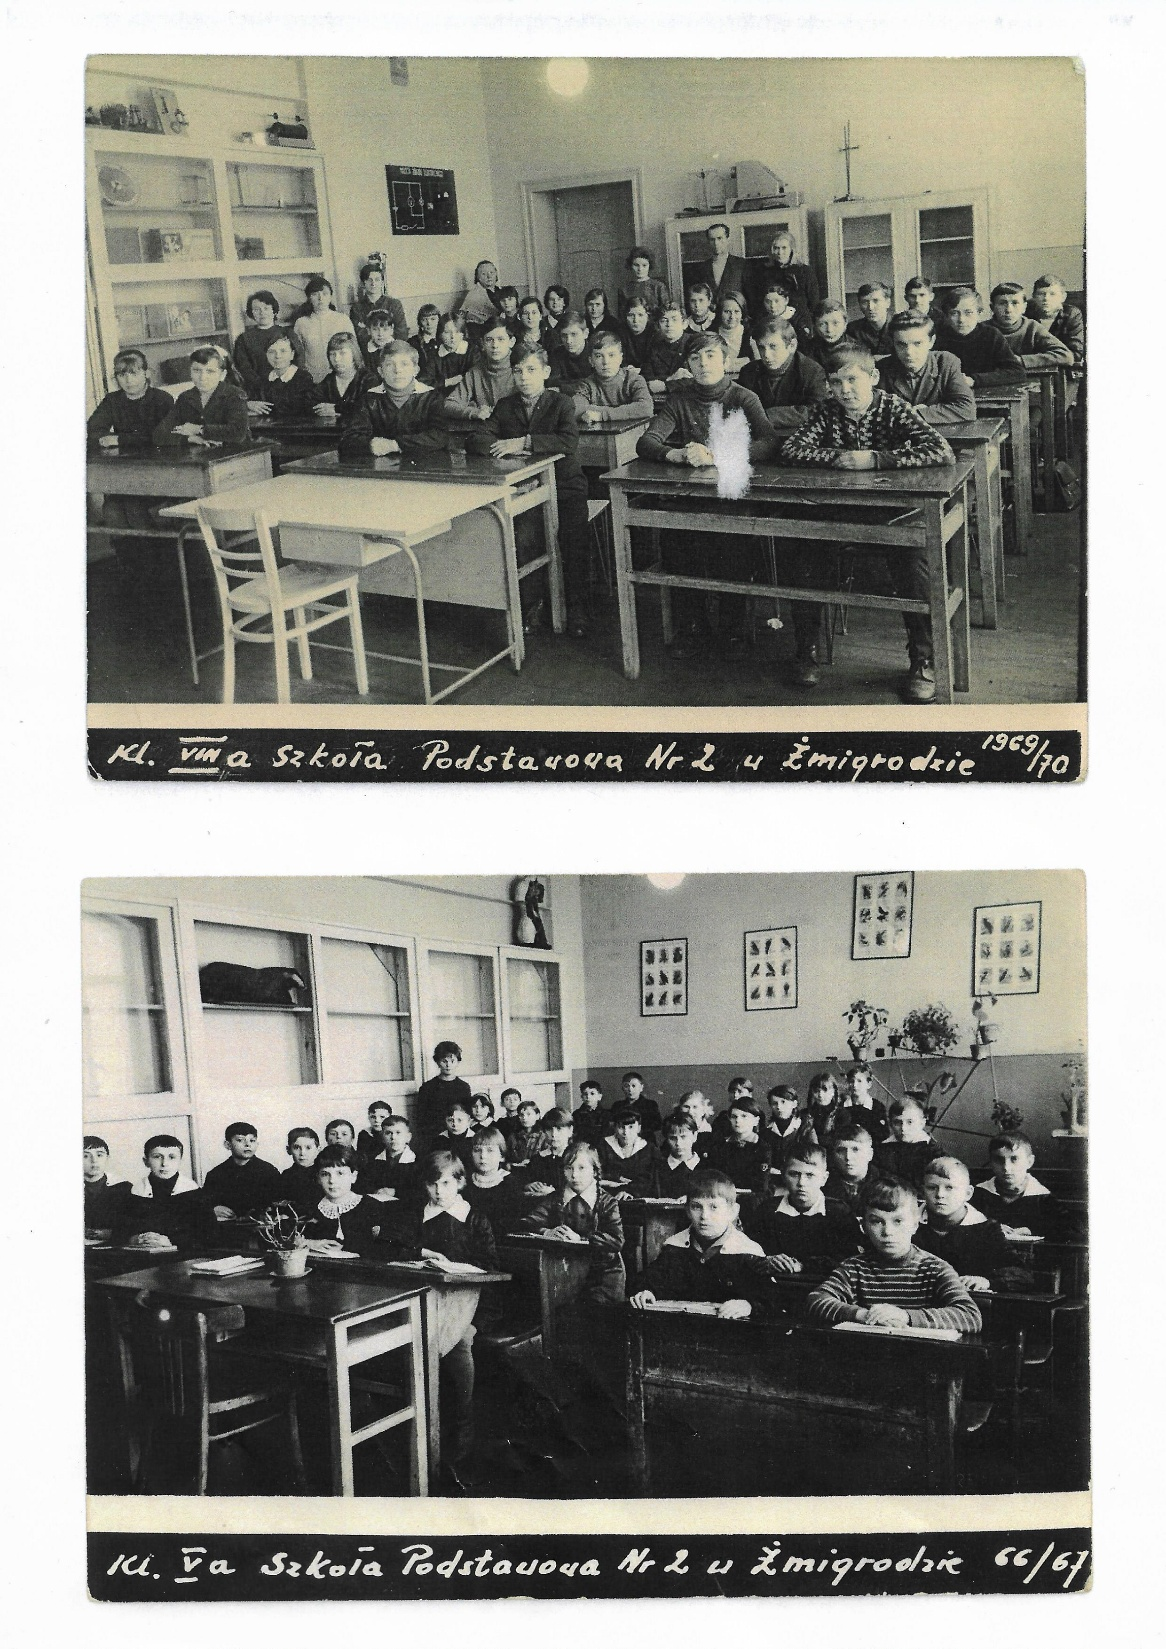 Kl. VIIIa Szkoła Podstawowa Nr 2 w Żmigrodzie 1969/70
Kl. Va Szkoła Podstawowa Nr 2 w Żmigrodzie 66/67